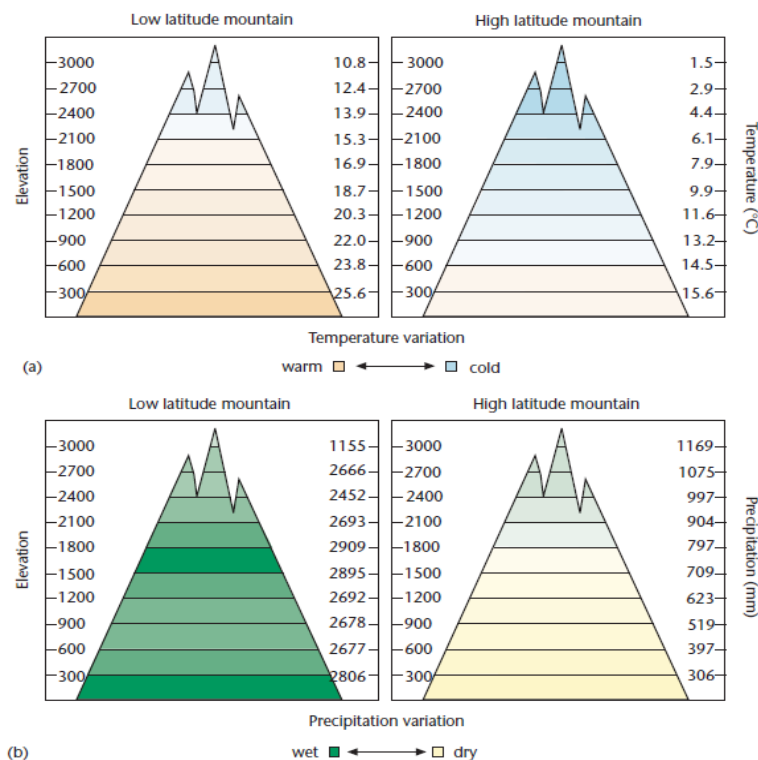 Low latitude mountain High latitude mountain
3000 10.8 3000 1.5
2700 12.4 2700 2.9
2400 13.9 2400 4.4
2100 15.3 2100 6.1
1800 16.9 1800 7.9
1500 18.7 1500 9.9
1200 20.3 1200 11.6
900 22.0 900 13.2
600 23.8 600 14.5
300 25.6 300 15.6
Elevation
Temperature (°C)
Temperature variation
(a) warm cold
Low latitude mountain High latitude mountain
3000 1155 3000 1169
2700 2666 2700 1075
2400 2452 2400 997
2100 2693 2100 904
1800 2909 1800 797
1500 2895 1500 709
1200 2692 1200 623
900 2678 900 519
600 2677 600 397
300 2806 300 306
Elevation
Precipitation (mm)
Precipitation variation
(b) wet dry